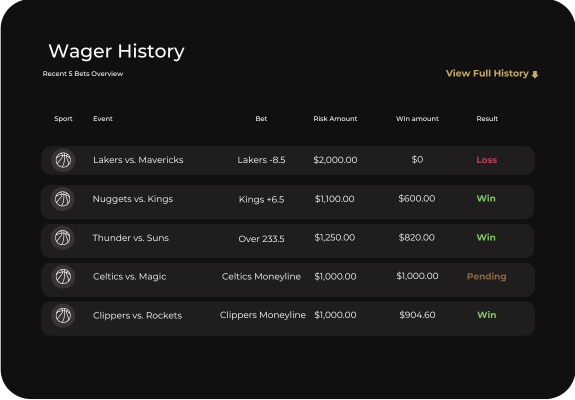 Wager History
Recent 5 Bets Overview
View Full History
Sport Event Bet Risk Amount Win amount Result
Lakers vs. Mavericks Lakers -8.5 $2,000.00 $0 Loss
Nuggets vs. Kings Kings +6.5 $1,100.00 $600.00 Win
Thunder vs. Suns Over 233.5 $1,250.00 $820.00 Win
Celtics vs. Magic Celtics Moneyline $1,000.00 $1,000.00 Pending
Clippers vs. Rockets Clippers Moneyline $1,000.00 $904.60 Win